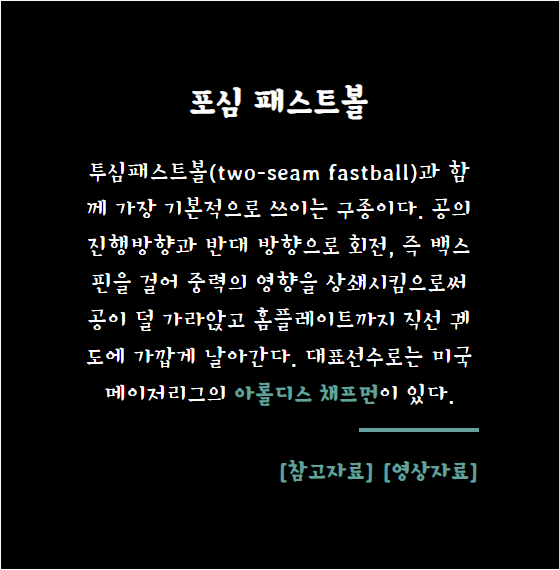 포심 패스트볼
투심패스트볼(two-seam fastball)과 함
께 가장 기본적으로 쓰이는 구종이다. 공의
진행방향과 반대 방향으로 회전, 즉 백스
핀을 걸어 중력의 영향을 상쇄시킴으로써
공이 덜 가라앉고 홈플레이트까지 직선 궤
도에 가깝게 날아간다. 대표선수로는 미국
메이저리그의 아롤디스 채프먼이 있다.
[참고자료] [영상자료]